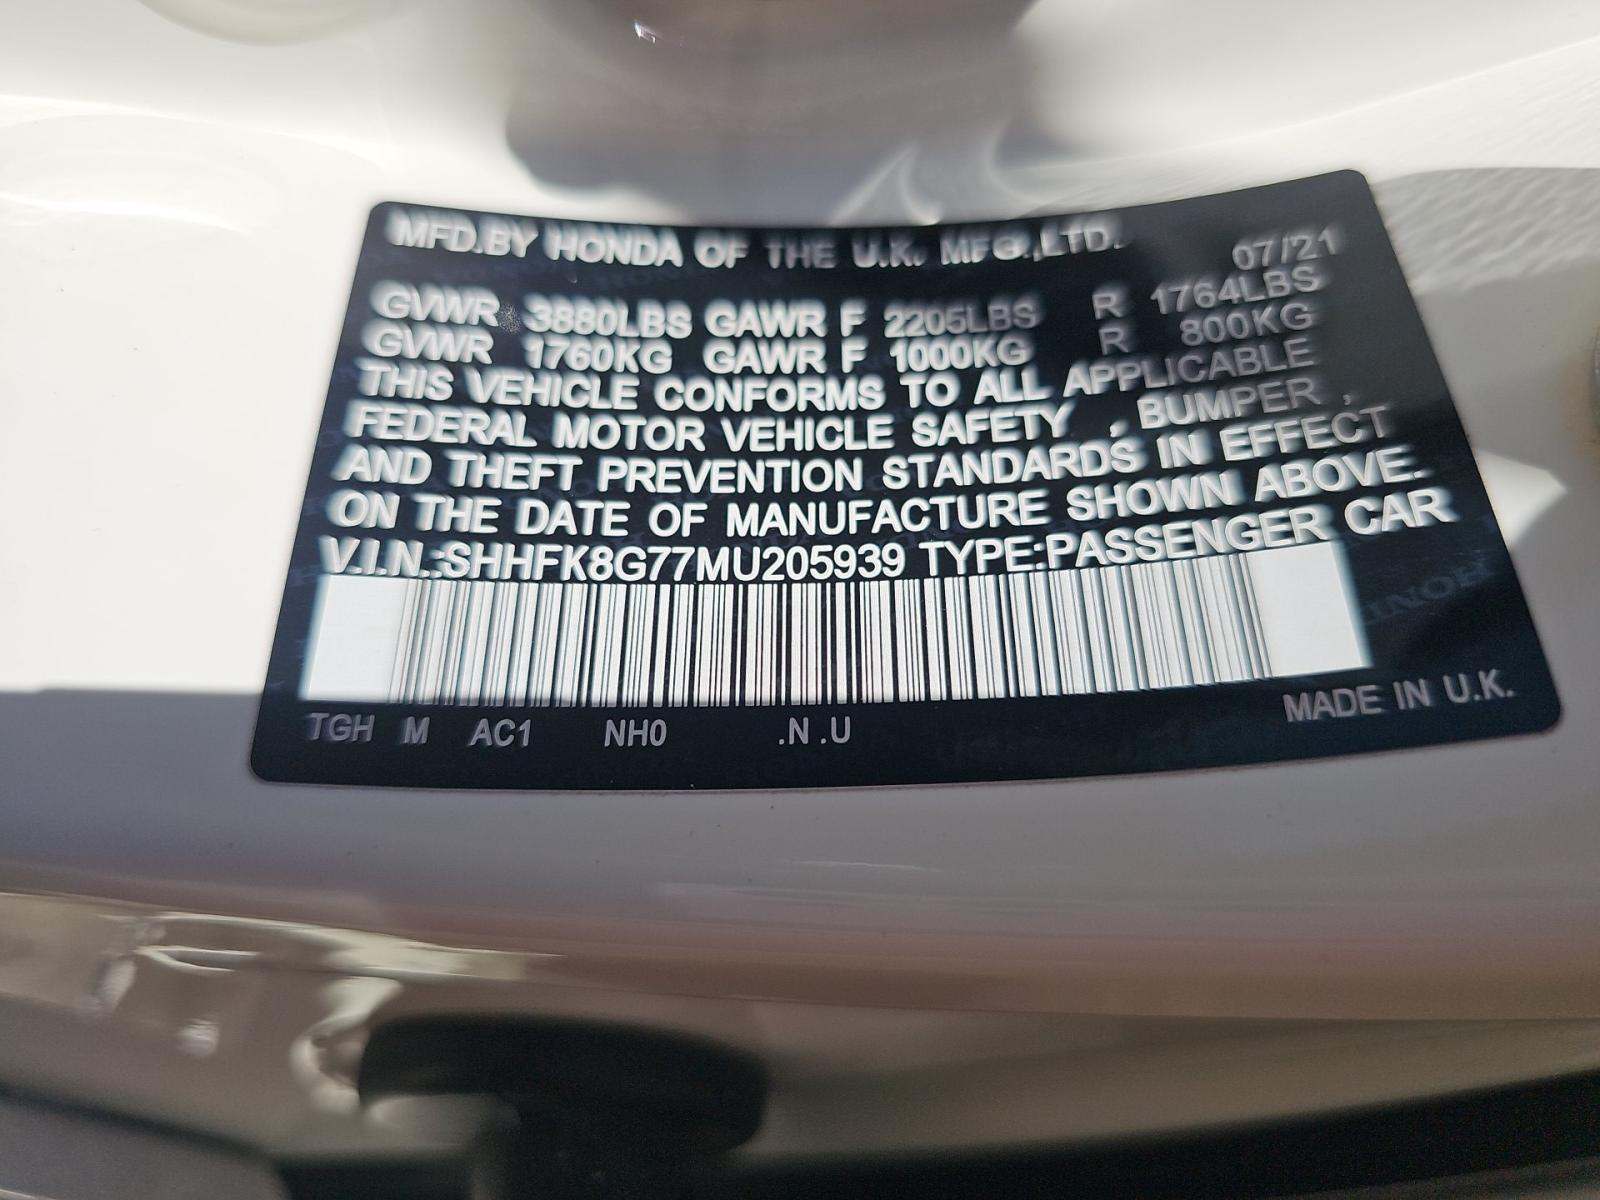 MFD.BY HONDA OF THE U.K. MFG.,LTD. 07/21
GVWR 3880LBS GAWR F 2205LBS R 1764LBS
GVWR 1760KG GAWR F 1000KG R 800KG
THIS VEHICLE CONFORMS TO ALL APPLICABLE
FEDERAL MOTOR VEHICLE SAFETY , BUMPER ,
AND THEFT PREVENTION STANDARDS IN EFFECT
ON THE DATE OF MANUFACTURE SHOWN ABOVE.
V.I.N.:SHHFK8G77MU205939 TYPE:PASSENGER CAR
TGH M AC1 NH0 .N .U MADE IN U.K.